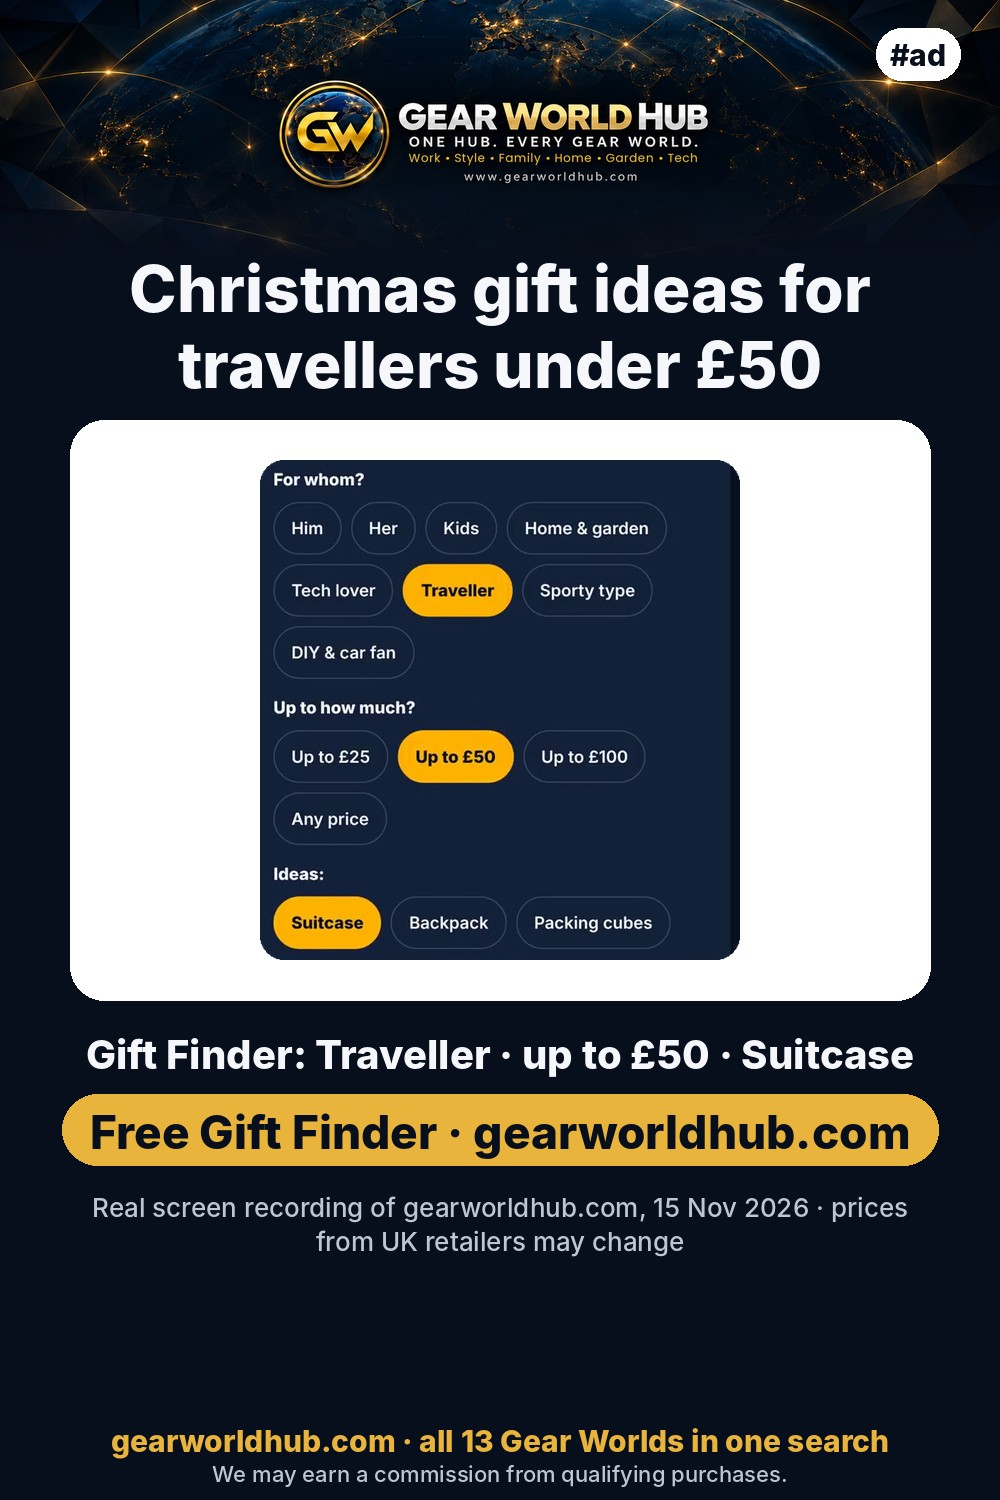 #ad
GW
GEAR WORLD HUB
ONE HUB. EVERY GEAR WORLD.
Work • Style • Family • Home • Garden • Tech
www.gearworldhub.com
Christmas gift ideas for
travellers under £50
For whom?
Him Her Kids Home & garden
Tech lover Traveller Sporty type
DIY & car fan
Up to how much?
Up to £25 Up to £50 Up to £100
Any price
Ideas:
Suitcase Backpack Packing cubes
Gift Finder: Traveller · up to £50 · Suitcase
Free Gift Finder · gearworldhub.com
Real screen recording of gearworldhub.com, 15 Nov 2026 · prices
from UK retailers may change
gearworldhub.com · all 13 Gear Worlds in one search
We may earn a commission from qualifying purchases.